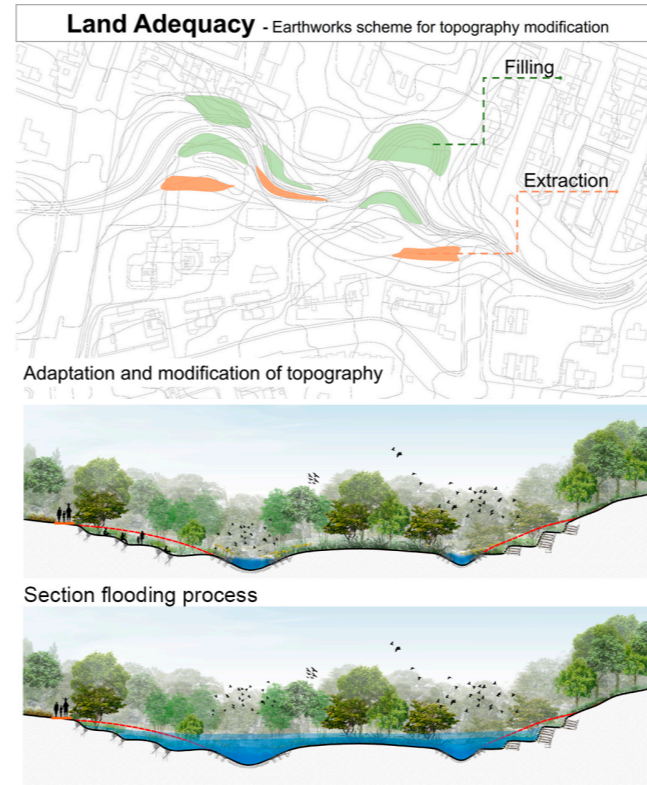 Land Adequacy - Earthworks scheme for topography modification
Filling
Extraction
Adaptation and modification of topography
Section flooding process